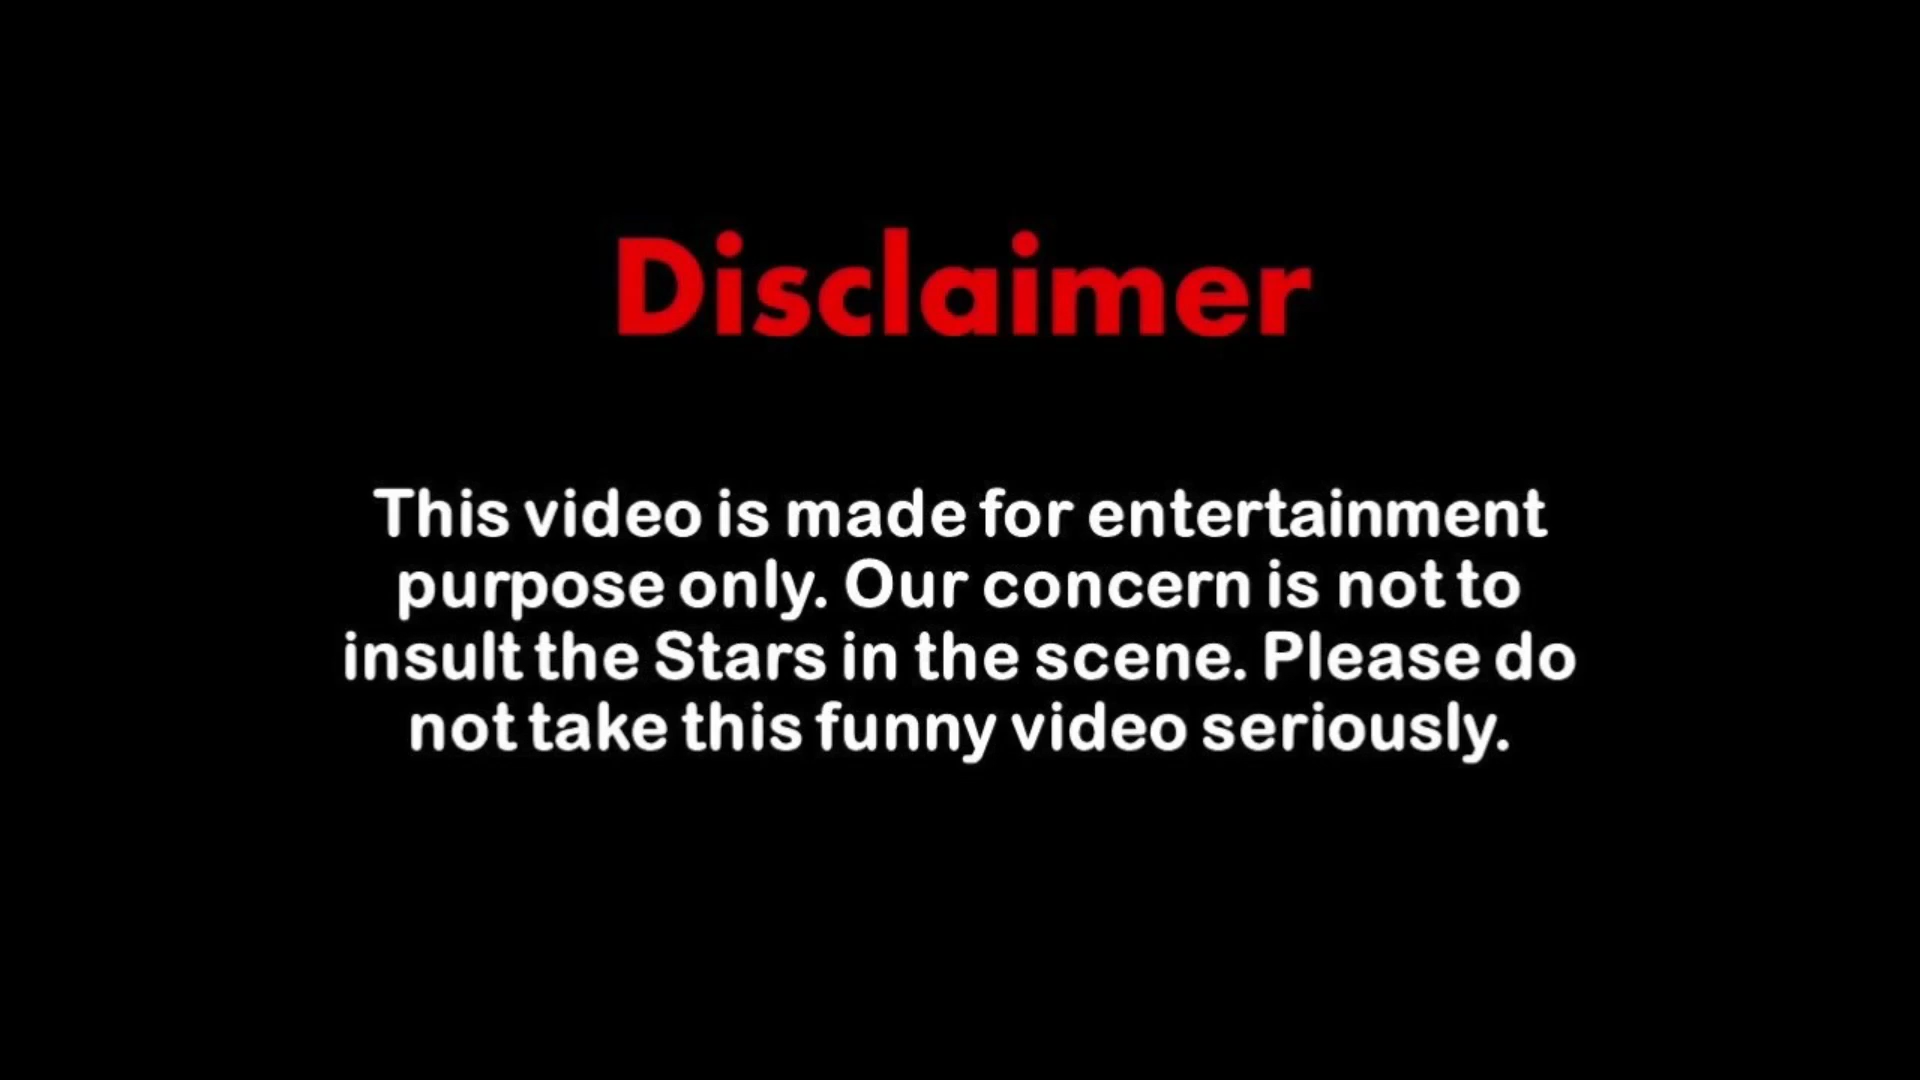 Disclaimer
This video is made for entertainment
purpose only. Our concern is not to
insult the Stars in the scene. Please do
not take this funny video seriously.